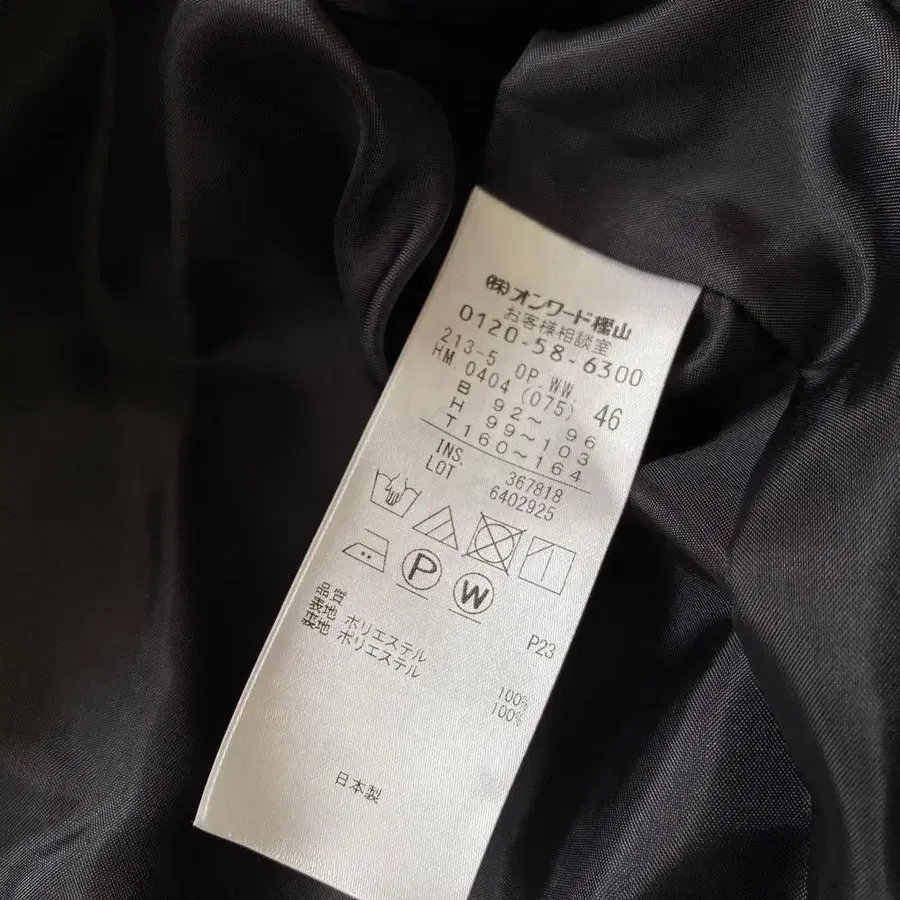 ㈱オンワード樫山
お客様相談室
0120-58-6300
213-5 OP.WW.
HM.0404 (075) 46
B 92～ 96
H 99～103
T 160～164
INS. 367818
LOT 6402925
P W
P23
品質
表地 ポリエステル 100%
裏地 ポリエステル 100%
日本製